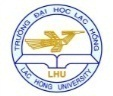 TRƯỜNG ĐẠI HỌC LẠC HỒNG
LHU
LAC HONG UNIVERSITY